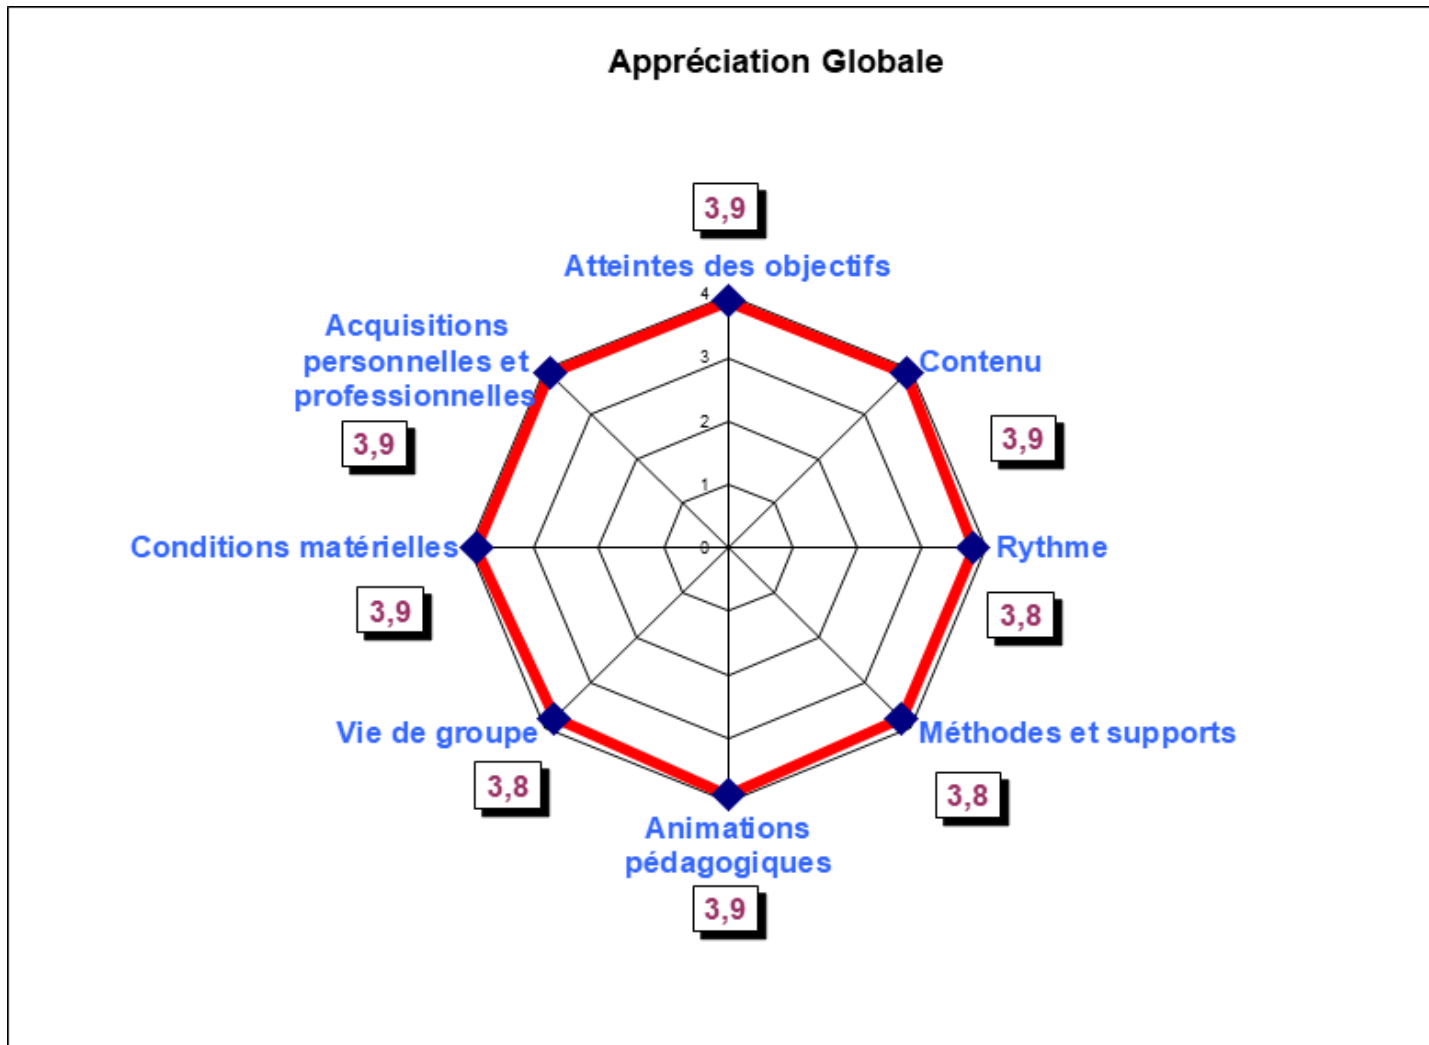 Appréciation Globale
3,9
Atteintes des objectifs
4
3
2
1
0
Contenu
3,9
Rythme
3,8
Méthodes et supports
3,8
Animations
pédagogiques
3,9
Vie de groupe
3,8
Conditions matérielles
3,9
Acquisitions
personnelles et
professionnelles
3,9